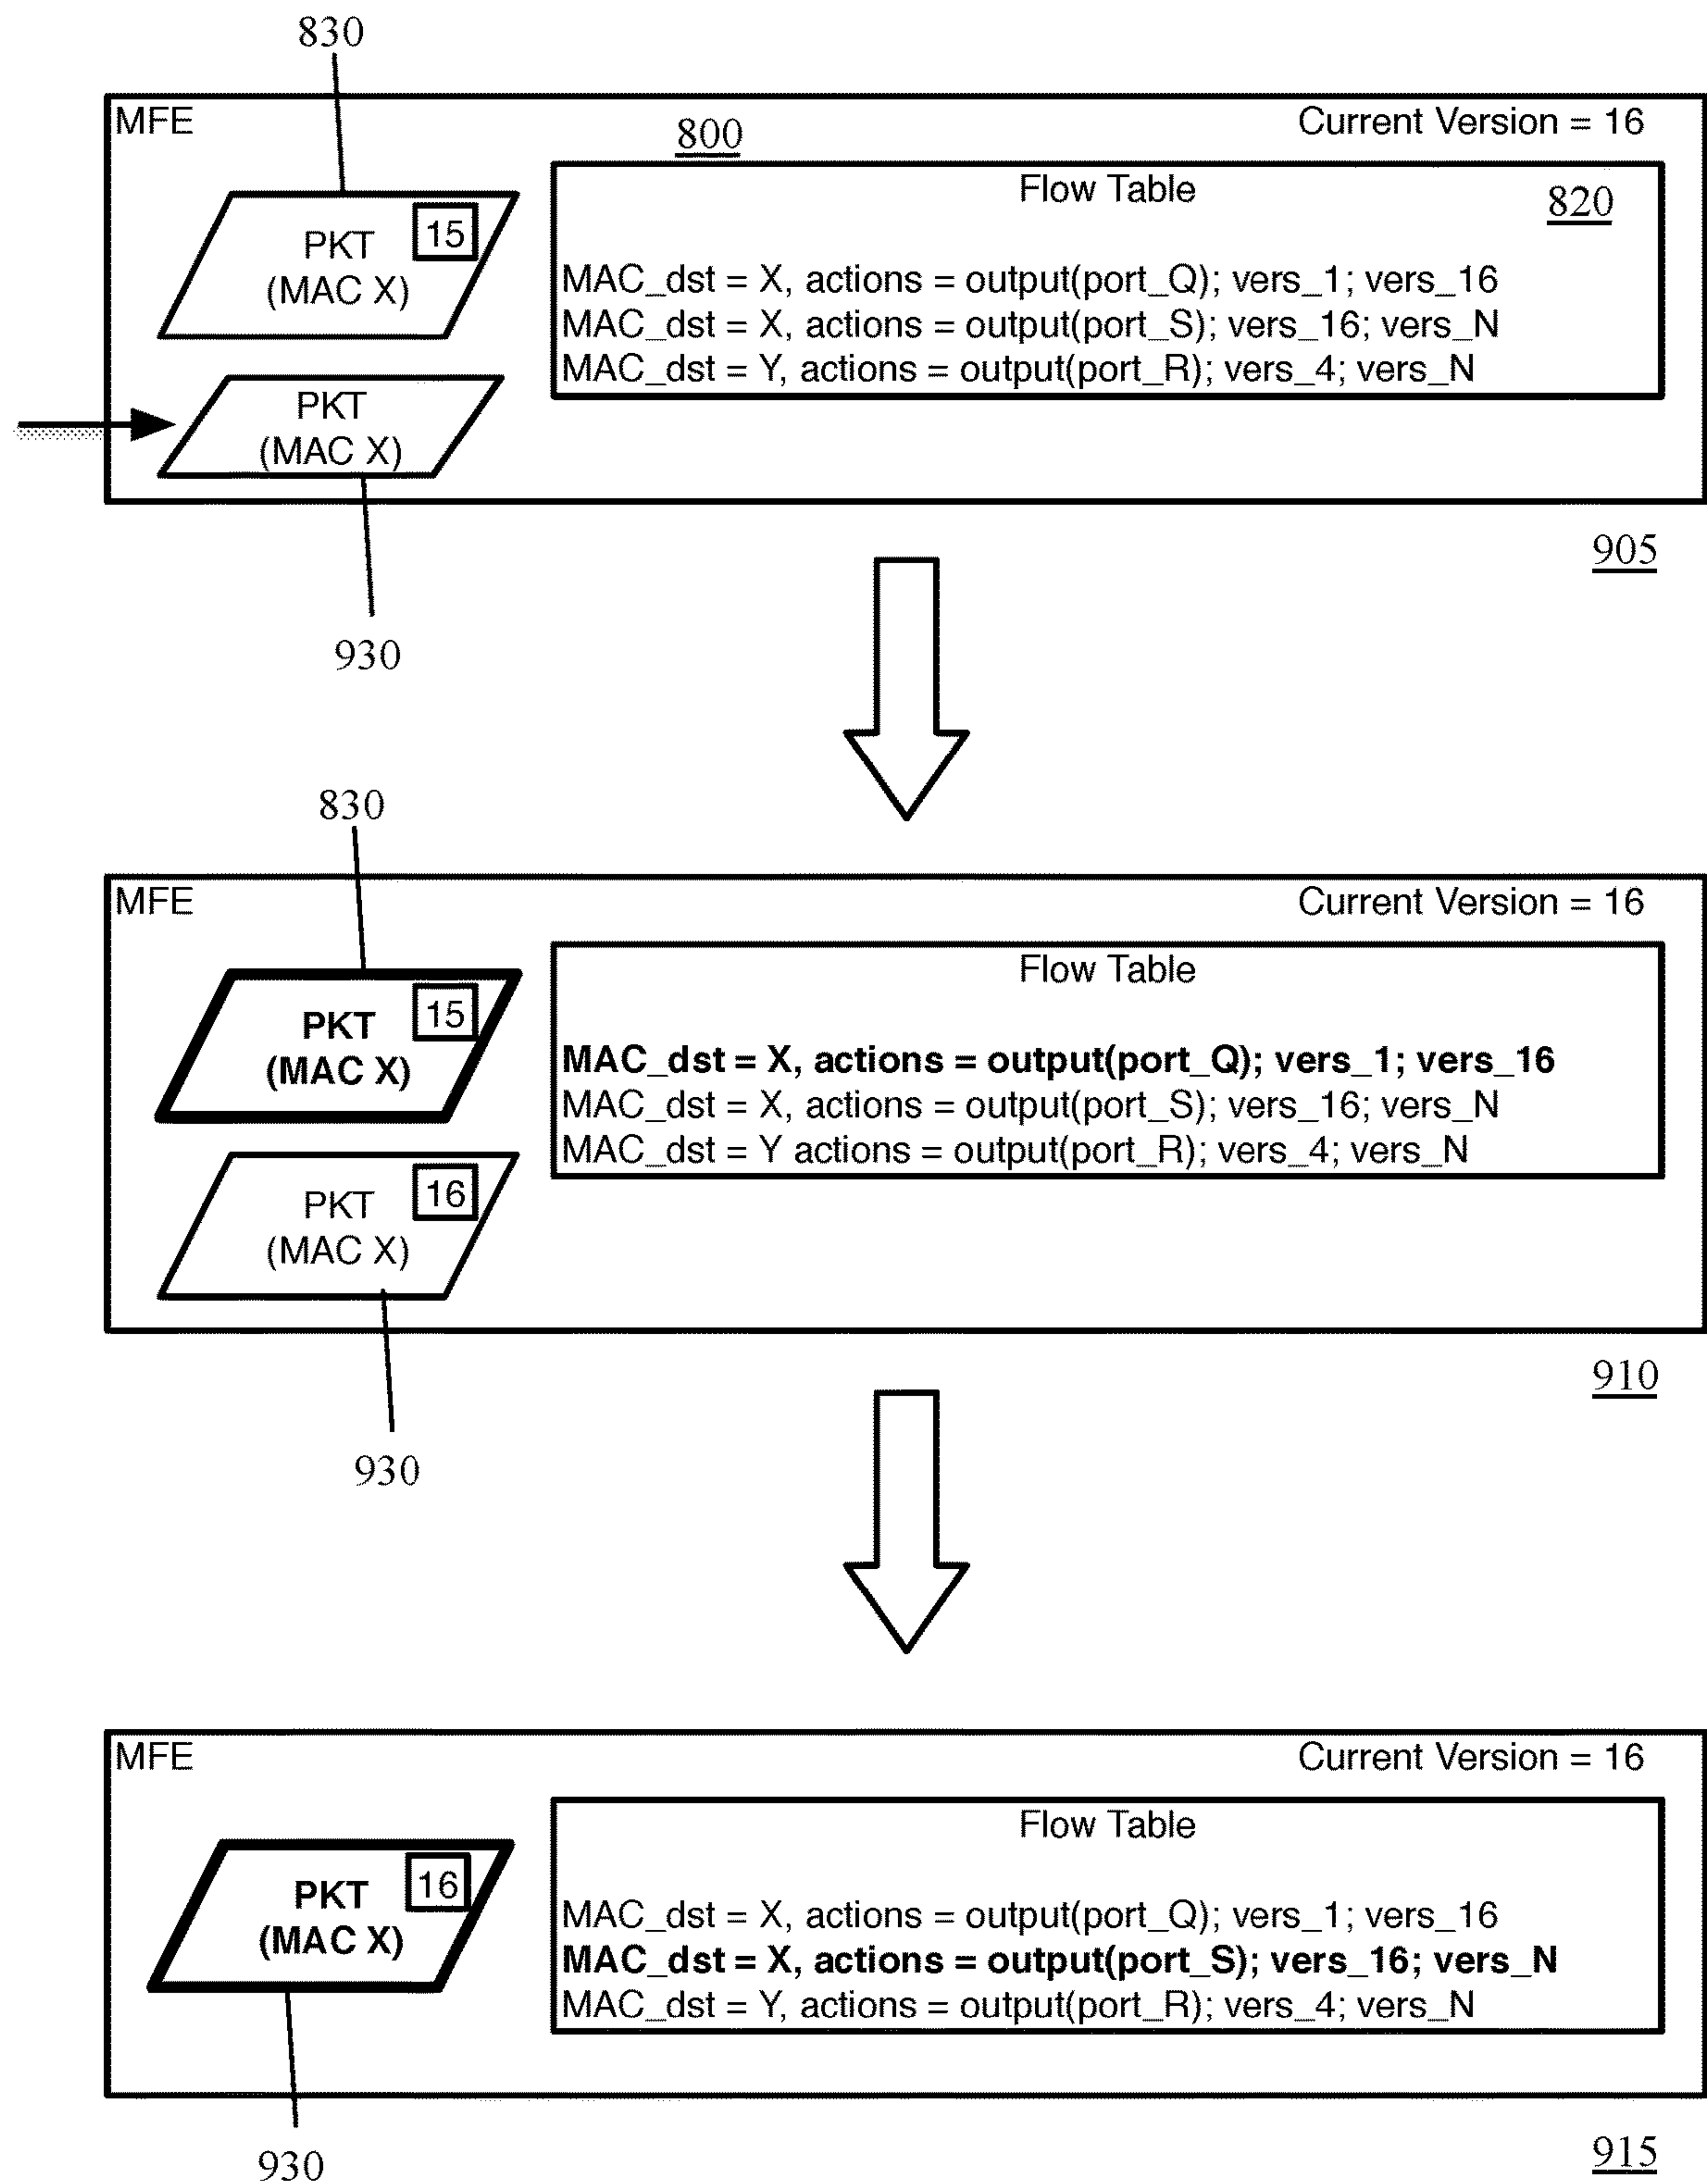 830
MFE
800
Current Version = 16
Flow Table
820
15
PKT
(MAC X)
MAC_dst = X, actions = output(port_Q); vers_1; vers_16
MAC_dst = X, actions = output(port_S); vers_16; vers_N
MAC_dst = Y, actions = output(port_R); vers_4; vers_N
PKT
(MAC X)
905
930
830
MFE
Current Version = 16
Flow Table
15
PKT
(MAC X)
MAC_dst = X, actions = output(port_Q); vers_1; vers_16
MAC_dst = X, actions = output(port_S); vers_16; vers_N
MAC_dst = Y actions = output(port_R); vers_4; vers_N
16
PKT
(MAC X)
910
930
MFE
Current Version = 16
Flow Table
16
PKT
(MAC X)
MAC_dst = X, actions = output(port_Q); vers_1; vers_16
MAC_dst = X, actions = output(port_S); vers_16; vers_N
MAC_dst = Y, actions = output(port_R); vers_4; vers_N
915
930